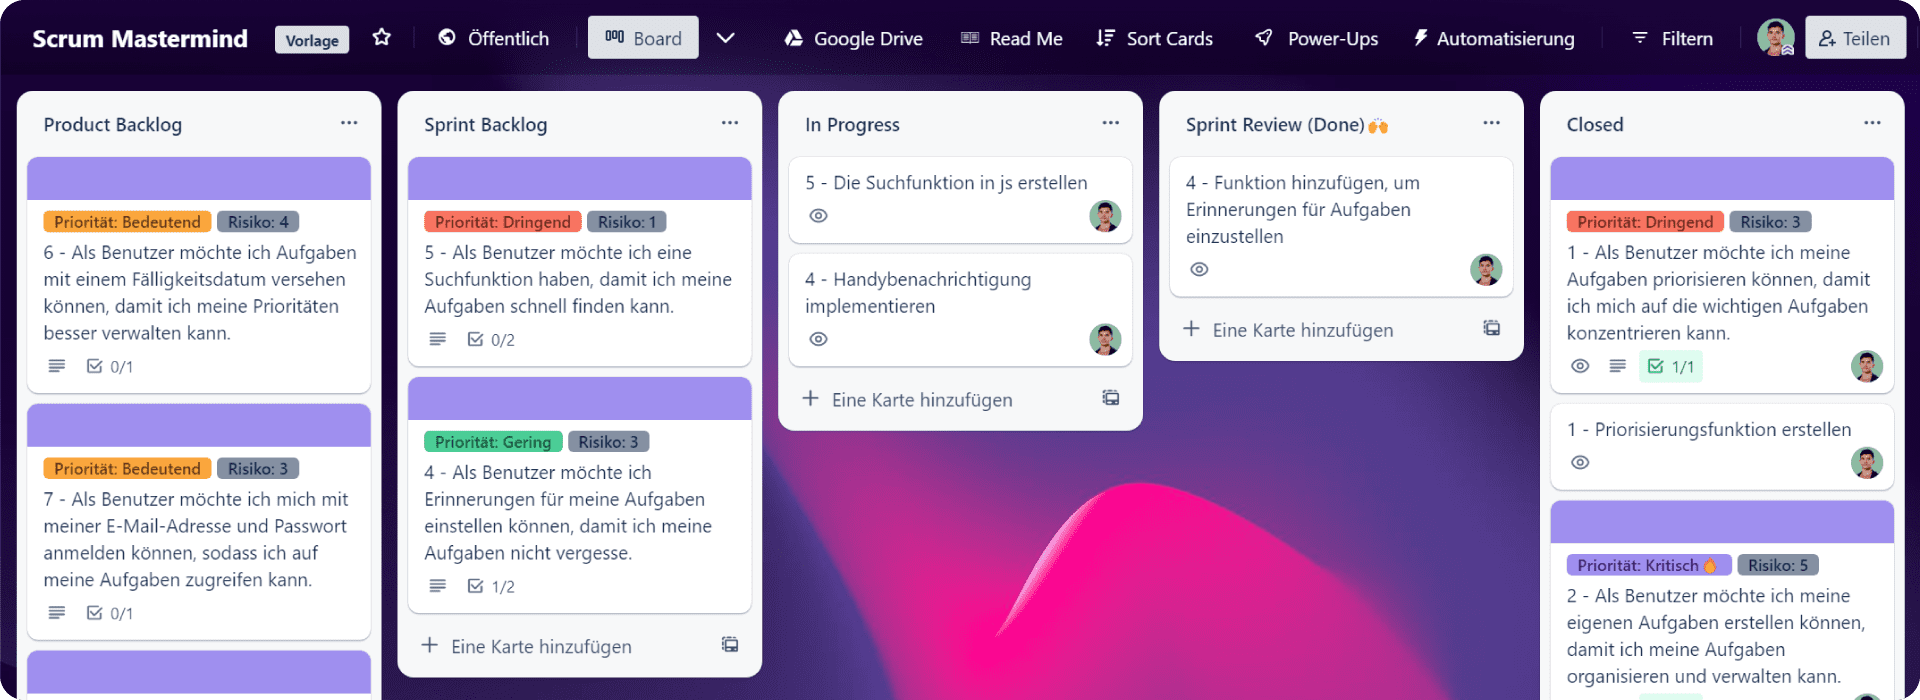 Scrum Mastermind
Vorlage
Öffentlich
Board
Google Drive
Read Me
Sort Cards
Power-Ups
Automatisierung
Filtern
Teilen
Product Backlog
Priorität: Bedeutend
Risiko: 4
6 - Als Benutzer möchte ich Aufgaben
mit einem Fälligkeitsdatum versehen
können, damit ich meine Prioritäten
besser verwalten kann.
0/1
Priorität: Bedeutend
Risiko: 3
7 - Als Benutzer möchte ich mich mit
meiner E-Mail-Adresse und Passwort
anmelden können, sodass ich auf
meine Aufgaben zugreifen kann.
0/1
Sprint Backlog
Priorität: Dringend
Risiko: 1
5 - Als Benutzer möchte ich eine
Suchfunktion haben, damit ich meine
Aufgaben schnell finden kann.
0/2
Priorität: Gering
Risiko: 3
4 - Als Benutzer möchte ich
Erinnerungen für meine Aufgaben
einstellen können, damit ich meine
Aufgaben nicht vergesse.
1/2
Eine Karte hinzufügen
In Progress
5 - Die Suchfunktion in js erstellen
4 - Handybenachrichtigung
implementieren
Eine Karte hinzufügen
Sprint Review (Done) 🙌
4 - Funktion hinzufügen, um
Erinnerungen für Aufgaben
einzustellen
Eine Karte hinzufügen
Closed
Priorität: Dringend
Risiko: 3
1 - Als Benutzer möchte ich meine
Aufgaben priorisieren können, damit
ich mich auf die wichtigen Aufgaben
konzentrieren kann.
1/1
1 - Priorisierungsfunktion erstellen
Priorität: Kritisch 🔥
Risiko: 5
2 - Als Benutzer möchte ich meine
eigenen Aufgaben erstellen können,
damit ich meine Aufgaben
organisieren und verwalten kann.